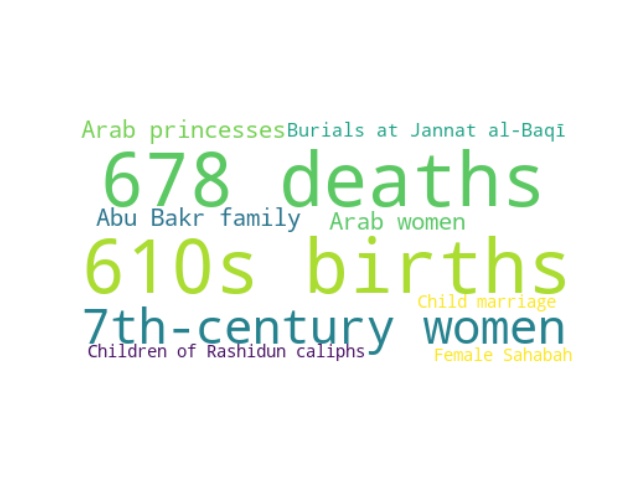 Arab princesses
Burials at Jannat al-Baqī
678 deaths
Abu Bakr family
Arab women
610s births
Child marriage
7th-century women
Children of Rashidun caliphs
Female Sahabah